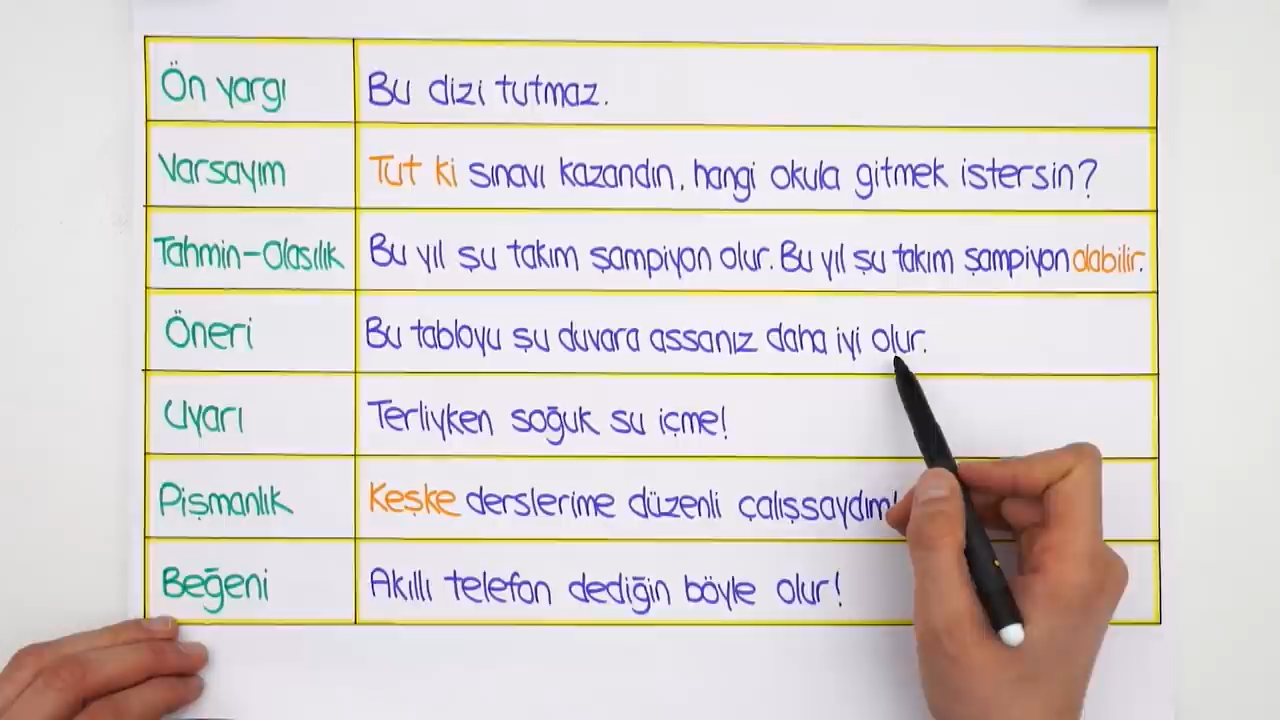 Ön yargı Bu dizi tutmaz.
Varsayım Tut ki sınavı kazandın, hangi okula gitmek istersin?
Tahmin-Olasılık Bu yıl şu takım şampiyon olur. Bu yıl şu takım şampiyon olabilir.
Öneri Bu tabloyu şu duvara assanız daha iyi olur.
Uyarı Terliyken soğuk su içme!
Pişmanlık Keşke derslerime düzenli çalışsaydım!
Beğeni Akıllı telefon dediğin böyle olur!